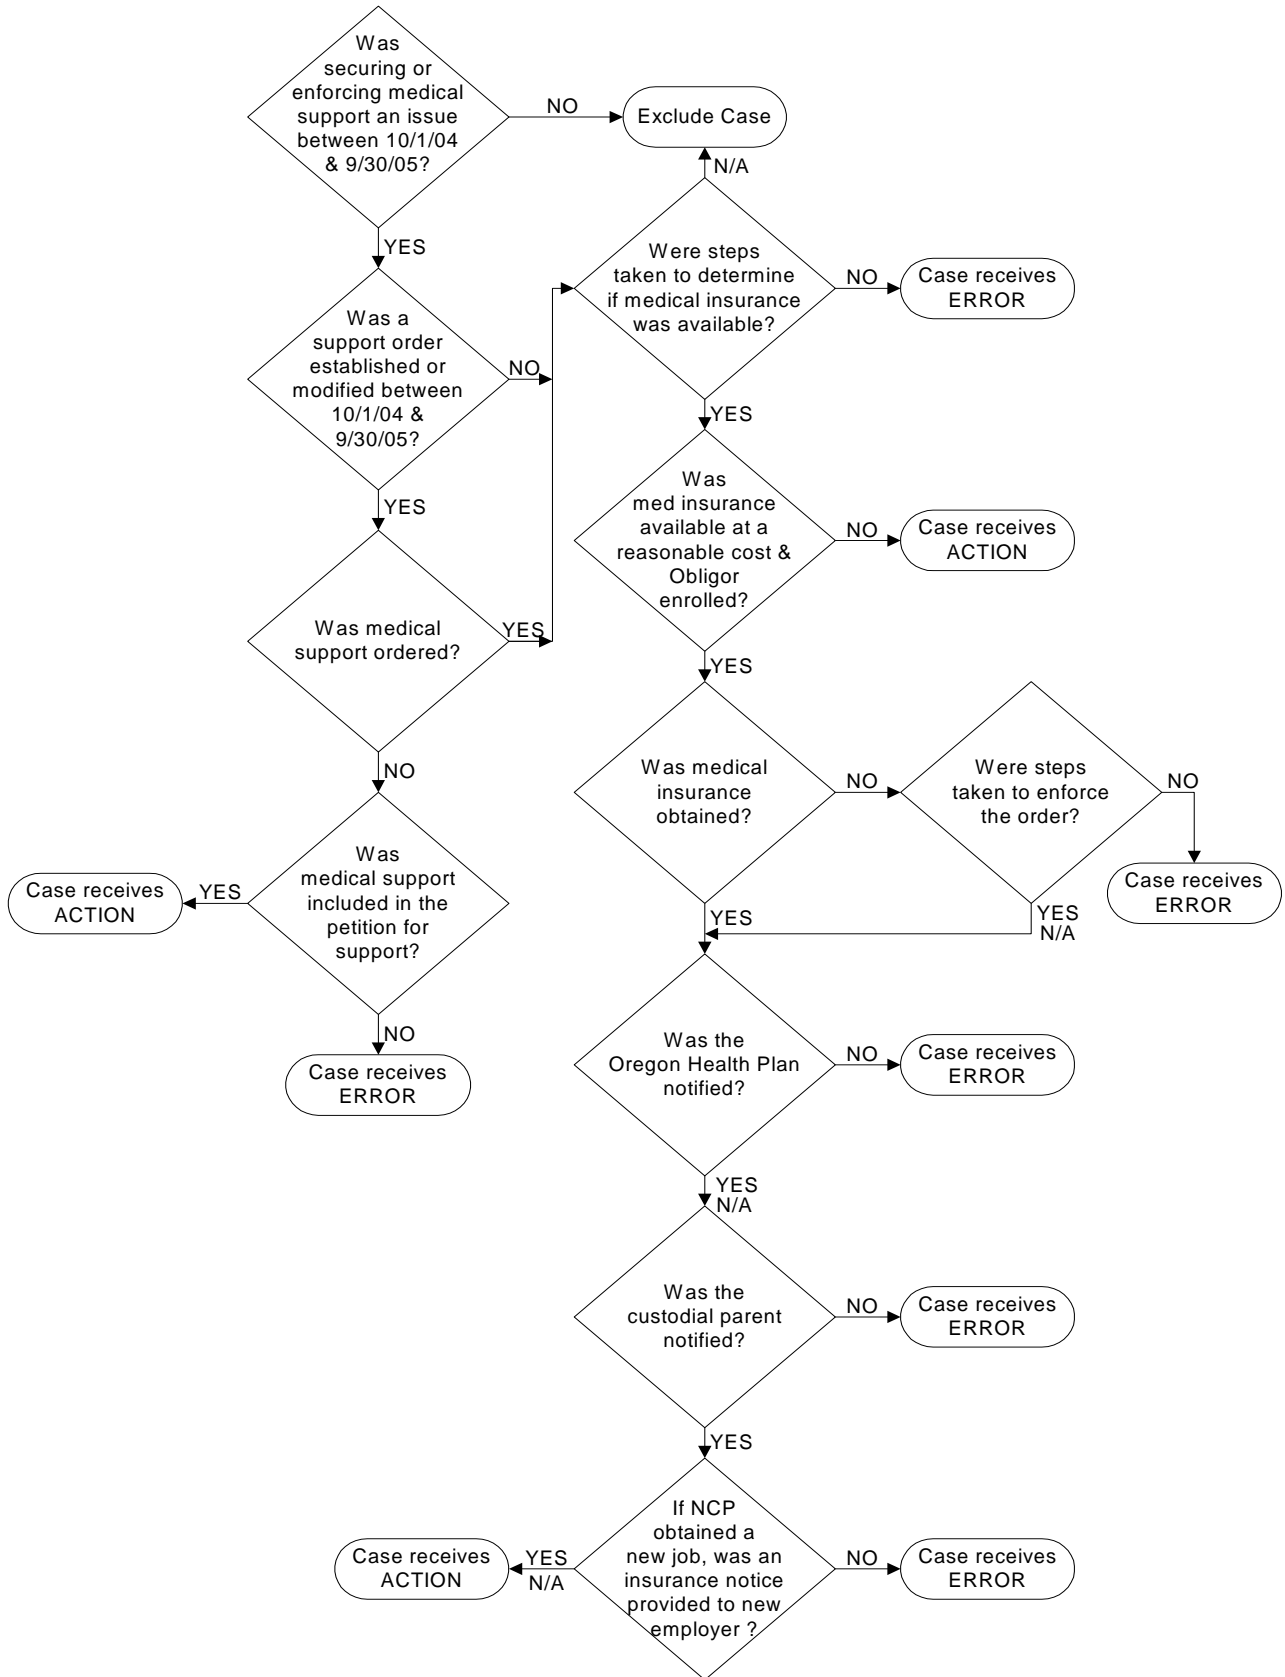 Was
securing or
enforcing medical
support an issue
between 10/1/04
& 9/30/05?
NO
Exclude Case
N/A
YES
Were steps
taken to determine
if medical insurance
was available?
NO
Case receives
ERROR
Was a
support order
established or
modified between
10/1/04 &
9/30/05?
NO
YES
YES
Was
med insurance
available at a
reasonable cost &
Obligor
enrolled?
NO
Case receives
ACTION
Was medical
support ordered?
YES
YES
NO
Was medical
insurance
obtained?
NO
Were steps
taken to enforce
the order?
NO
Case receives
ERROR
Was
medical support
included in the
petition for
support?
YES
Case receives
ACTION
YES
YES
N/A
NO
Case receives
ERROR
Was the
Oregon Health Plan
notified?
NO
Case receives
ERROR
YES
N/A
Was the
custodial parent
notified?
NO
Case receives
ERROR
YES
If NCP
obtained a
new job, was an
insurance notice
provided to new
employer ?
YES
N/A
Case receives
ACTION
NO
Case receives
ERROR